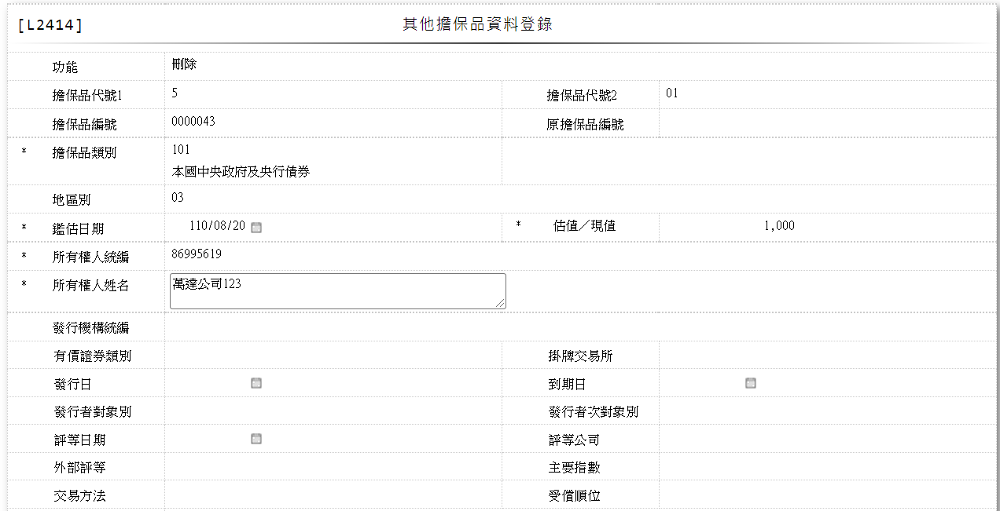 [L2414]
其他擔保品資料登錄
功能 刪除
擔保品代號1 5 擔保品代號2 01
擔保品編號 0000043 原擔保品編號
* 擔保品類別 101
本國中央政府及央行債券
地區別 03
* 鑑估日期 110/08/20 * 估值／現值 1,000
* 所有權人統編 86995619
* 所有權人姓名 萬達公司123
發行機構統編
有價證券類別 掛牌交易所
發行日 到期日
發行者對象別 發行者次對象別
評等日期 評等公司
外部評等 主要指數
交易方法 受償順位